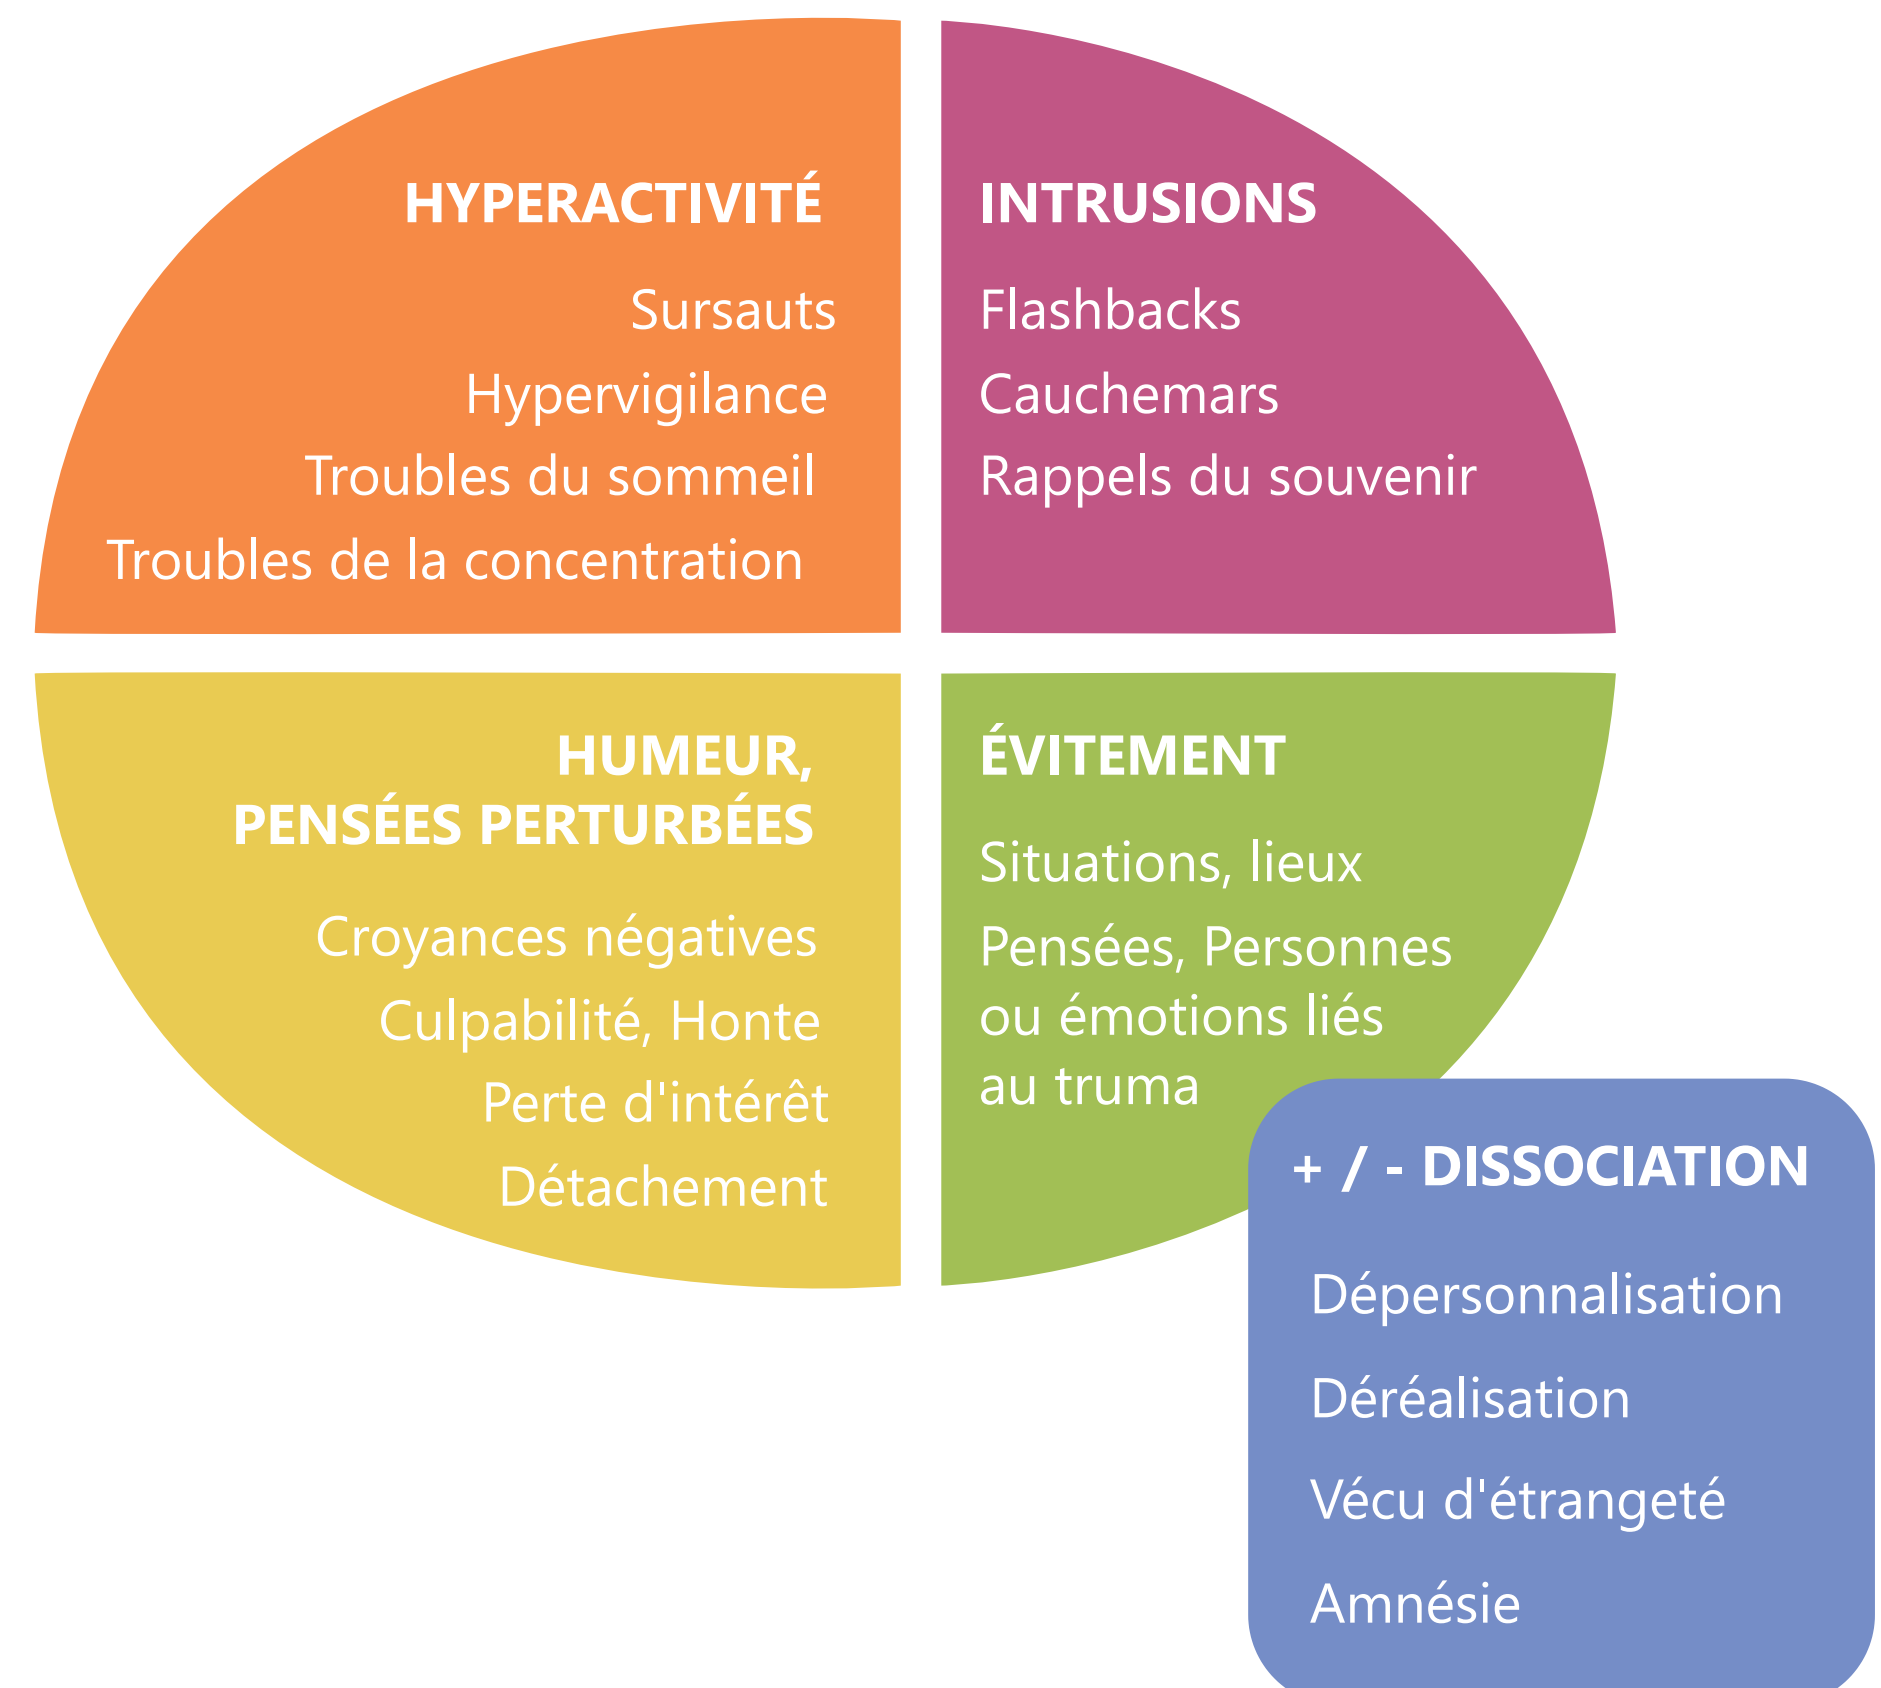 HYPERACTIVITÉ
Sursauts
Hypervigilance
Troubles du sommeil
Troubles de la concentration
INTRUSIONS
Flashbacks
Cauchemars
Rappels du souvenir
HUMEUR,
PENSÉES PERTURBÉES
Croyances négatives
Culpabilité, Honte
Perte d'intérêt
Détachement
ÉVITEMENT
Situations, lieux
Pensées, Personnes
ou émotions liés
au truma
+ / - DISSOCIATION
Dépersonnalisation
Déréalisation
Vécu d'étrangeté
Amnésie